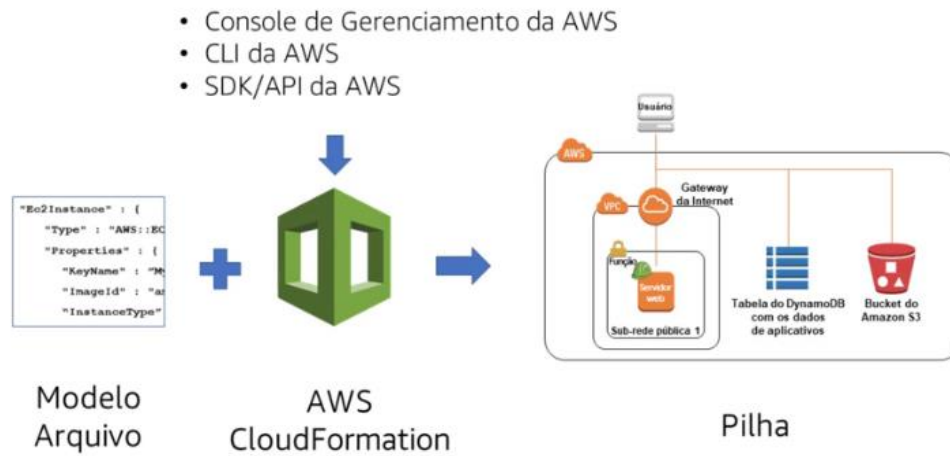 • Console de Gerenciamento da AWS
• CLI da AWS
• SDK/API da AWS
Usuário
AWS
Gateway
da Internet
VPC
"Ec2Instance" : {
"Type" : "AWS::EC
"Properties" : {
"KeyName" : "My
"ImageId" : "am
"InstanceType"
Função
Servidor
web
Sub-rede pública 1
Tabela do DynamoDB
com os dados
de aplicativos
Bucket do
Amazon S3
Modelo
Arquivo
AWS
CloudFormation
Pilha